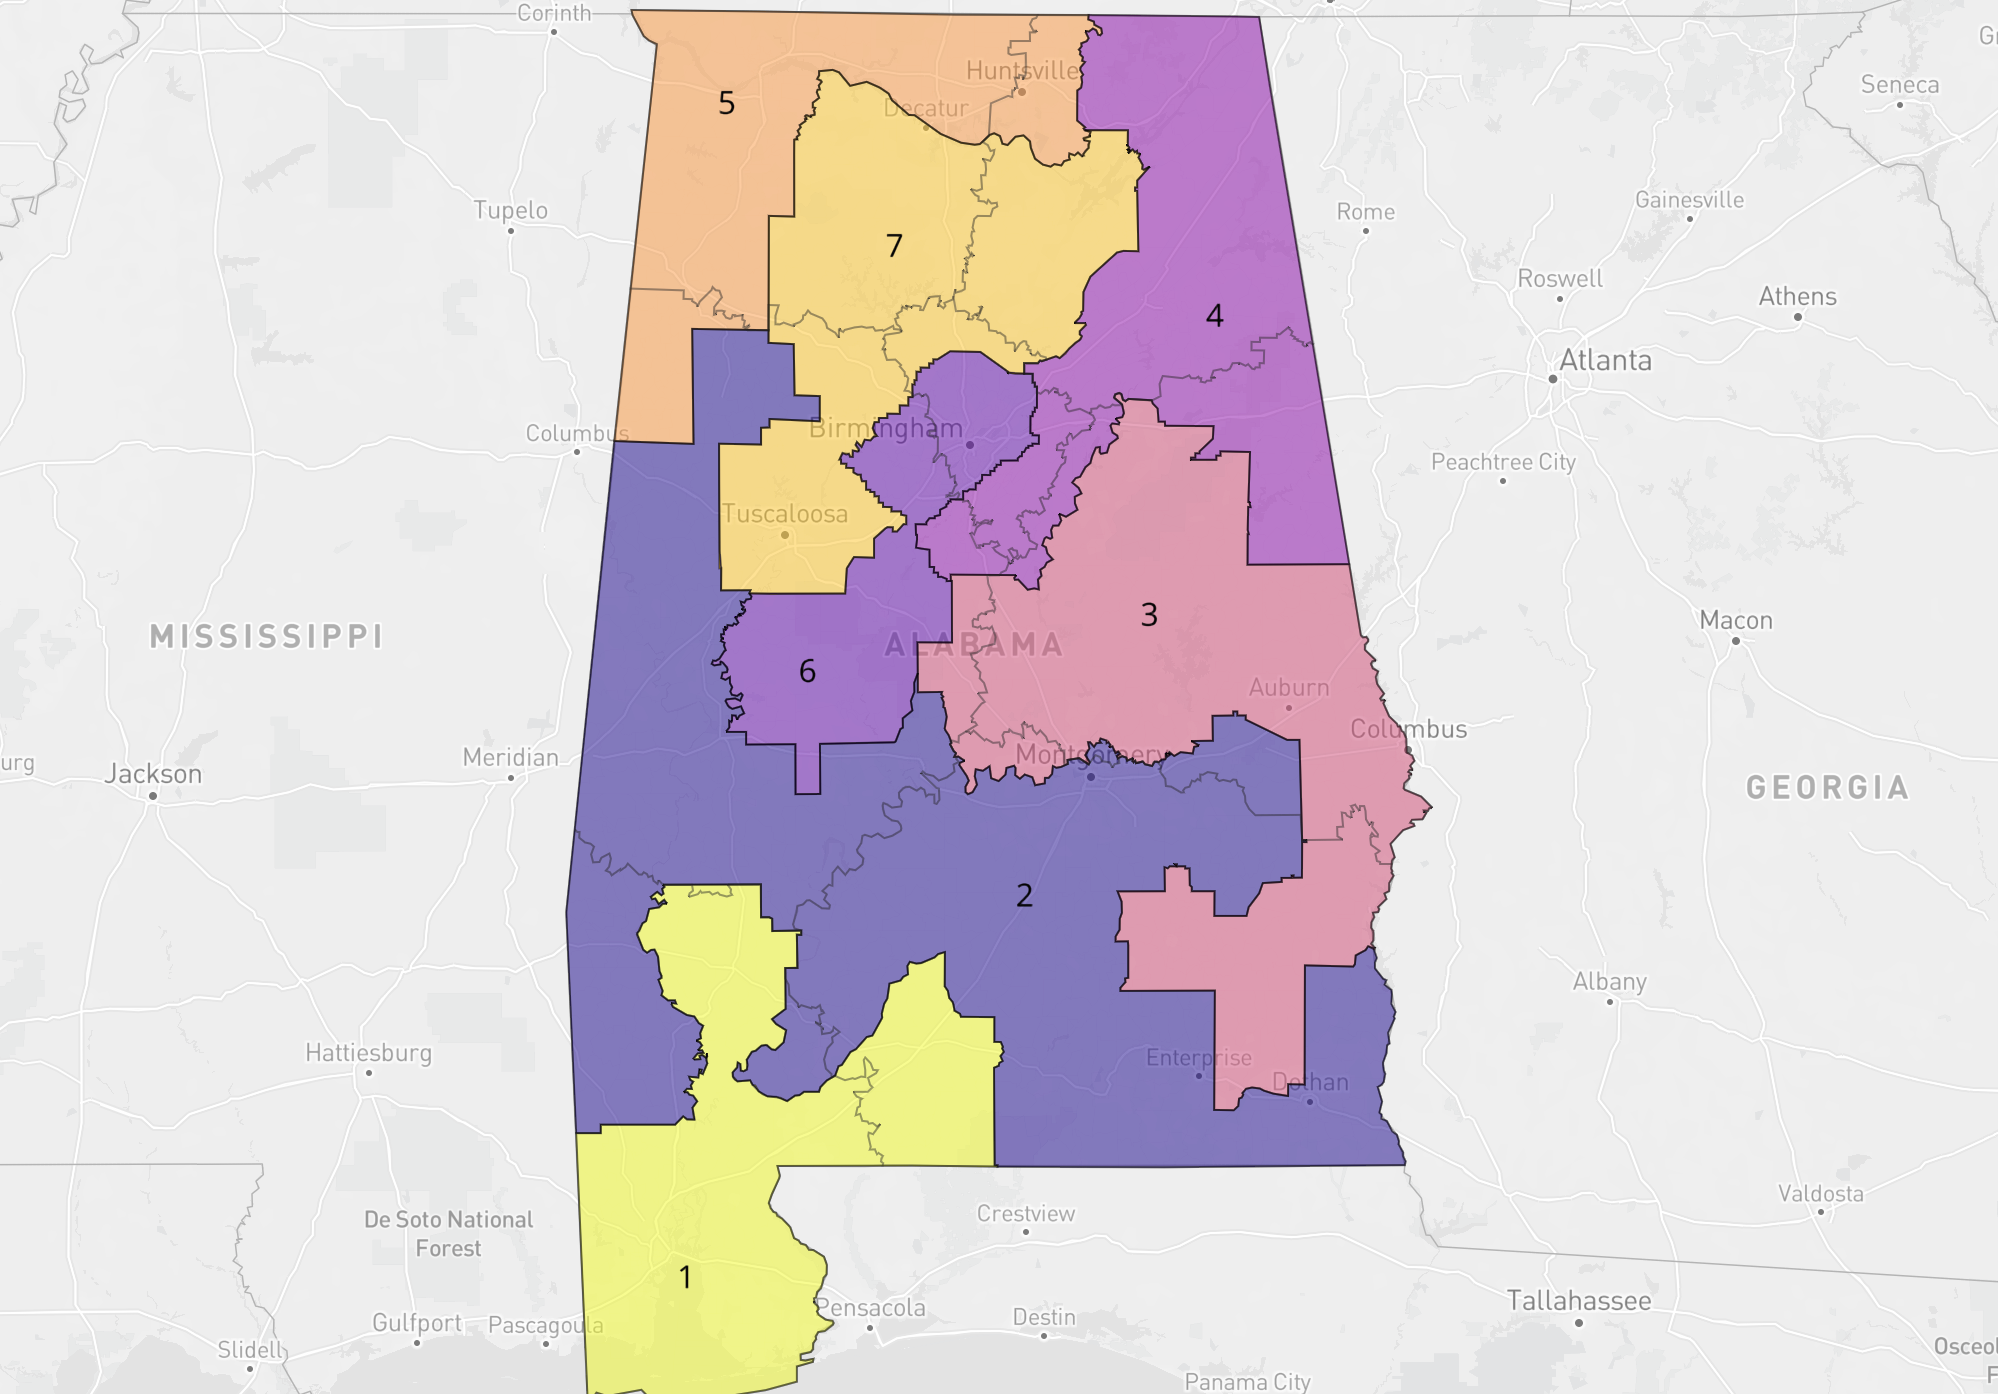 Corinth
Huntsville
Decatur
5
Seneca
Tupelo
Rome
Gainesville
7
Roswell
Athens
4
Atlanta
Columbus
Birmingham
Peachtree City
Tuscaloosa
3
Macon
MISSISSIPPI
ALABAMA
6
Auburn
Columbus
Meridian
Montgomery
urg
Jackson
GEORGIA
2
Albany
Hattiesburg
Enterprise
Dothan
Valdosta
De Soto National
Forest
Crestview
1
Tallahassee
Pensacola
Gulfport
Pascagoula
Destin
Slidell
Osceol
F
Panama City